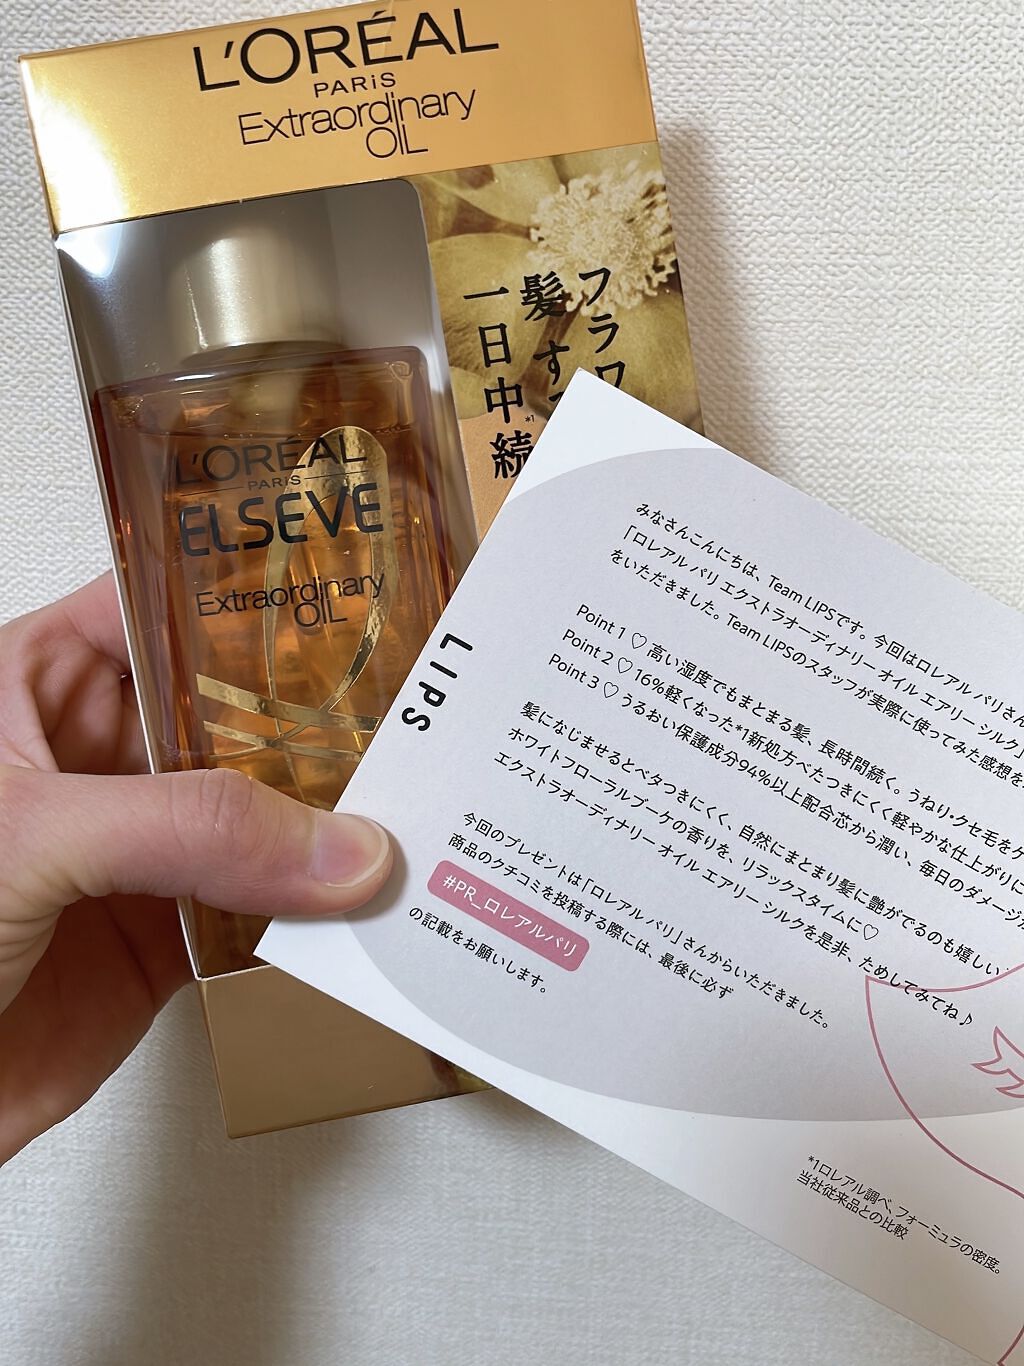 L'ORÉAL
PARIS
Extraordinary
OIL
フラワ
髪す
一日中*1続
L'ORÉAL
PARIS
ELSEVE
Extraordinary
OIL
LIPS
みなさんこんにちは、Team LIPSです。今回はロレアル パリさん
「ロレアル パリ エクストラオーディナリー オイル エアリー シルク」
をいただきました。Team LIPSのスタッフが実際に使ってみた感想を
Point 1 ♡ 高い湿度でもまとまる髪、長時間続く。うねり・クセ毛をケ
Point 2 ♡ 16%軽くなった*1新処方べたつきにくく軽やかな仕上がりに
Point 3 ♡ うるおい保護成分94%以上配合芯から潤い、毎日のダメージ
髪になじませるとベタつきにくく、自然にまとまり髪に艶がでるのも嬉しい
ホワイトフローラルブーケの香りを、リラックスタイムに♡
エクストラオーディナリー オイル エアリー シルクを是非、ためしてみてね♪
今回のプレゼントは「ロレアル パリ」さんからいただきました。
商品のクチコミを投稿する際には、最後に必ず
#PR_ロレアルパリ
の記載をお願いします。
*1ロレアル調べ、フォーミュラの密度。
当社従来品との比較